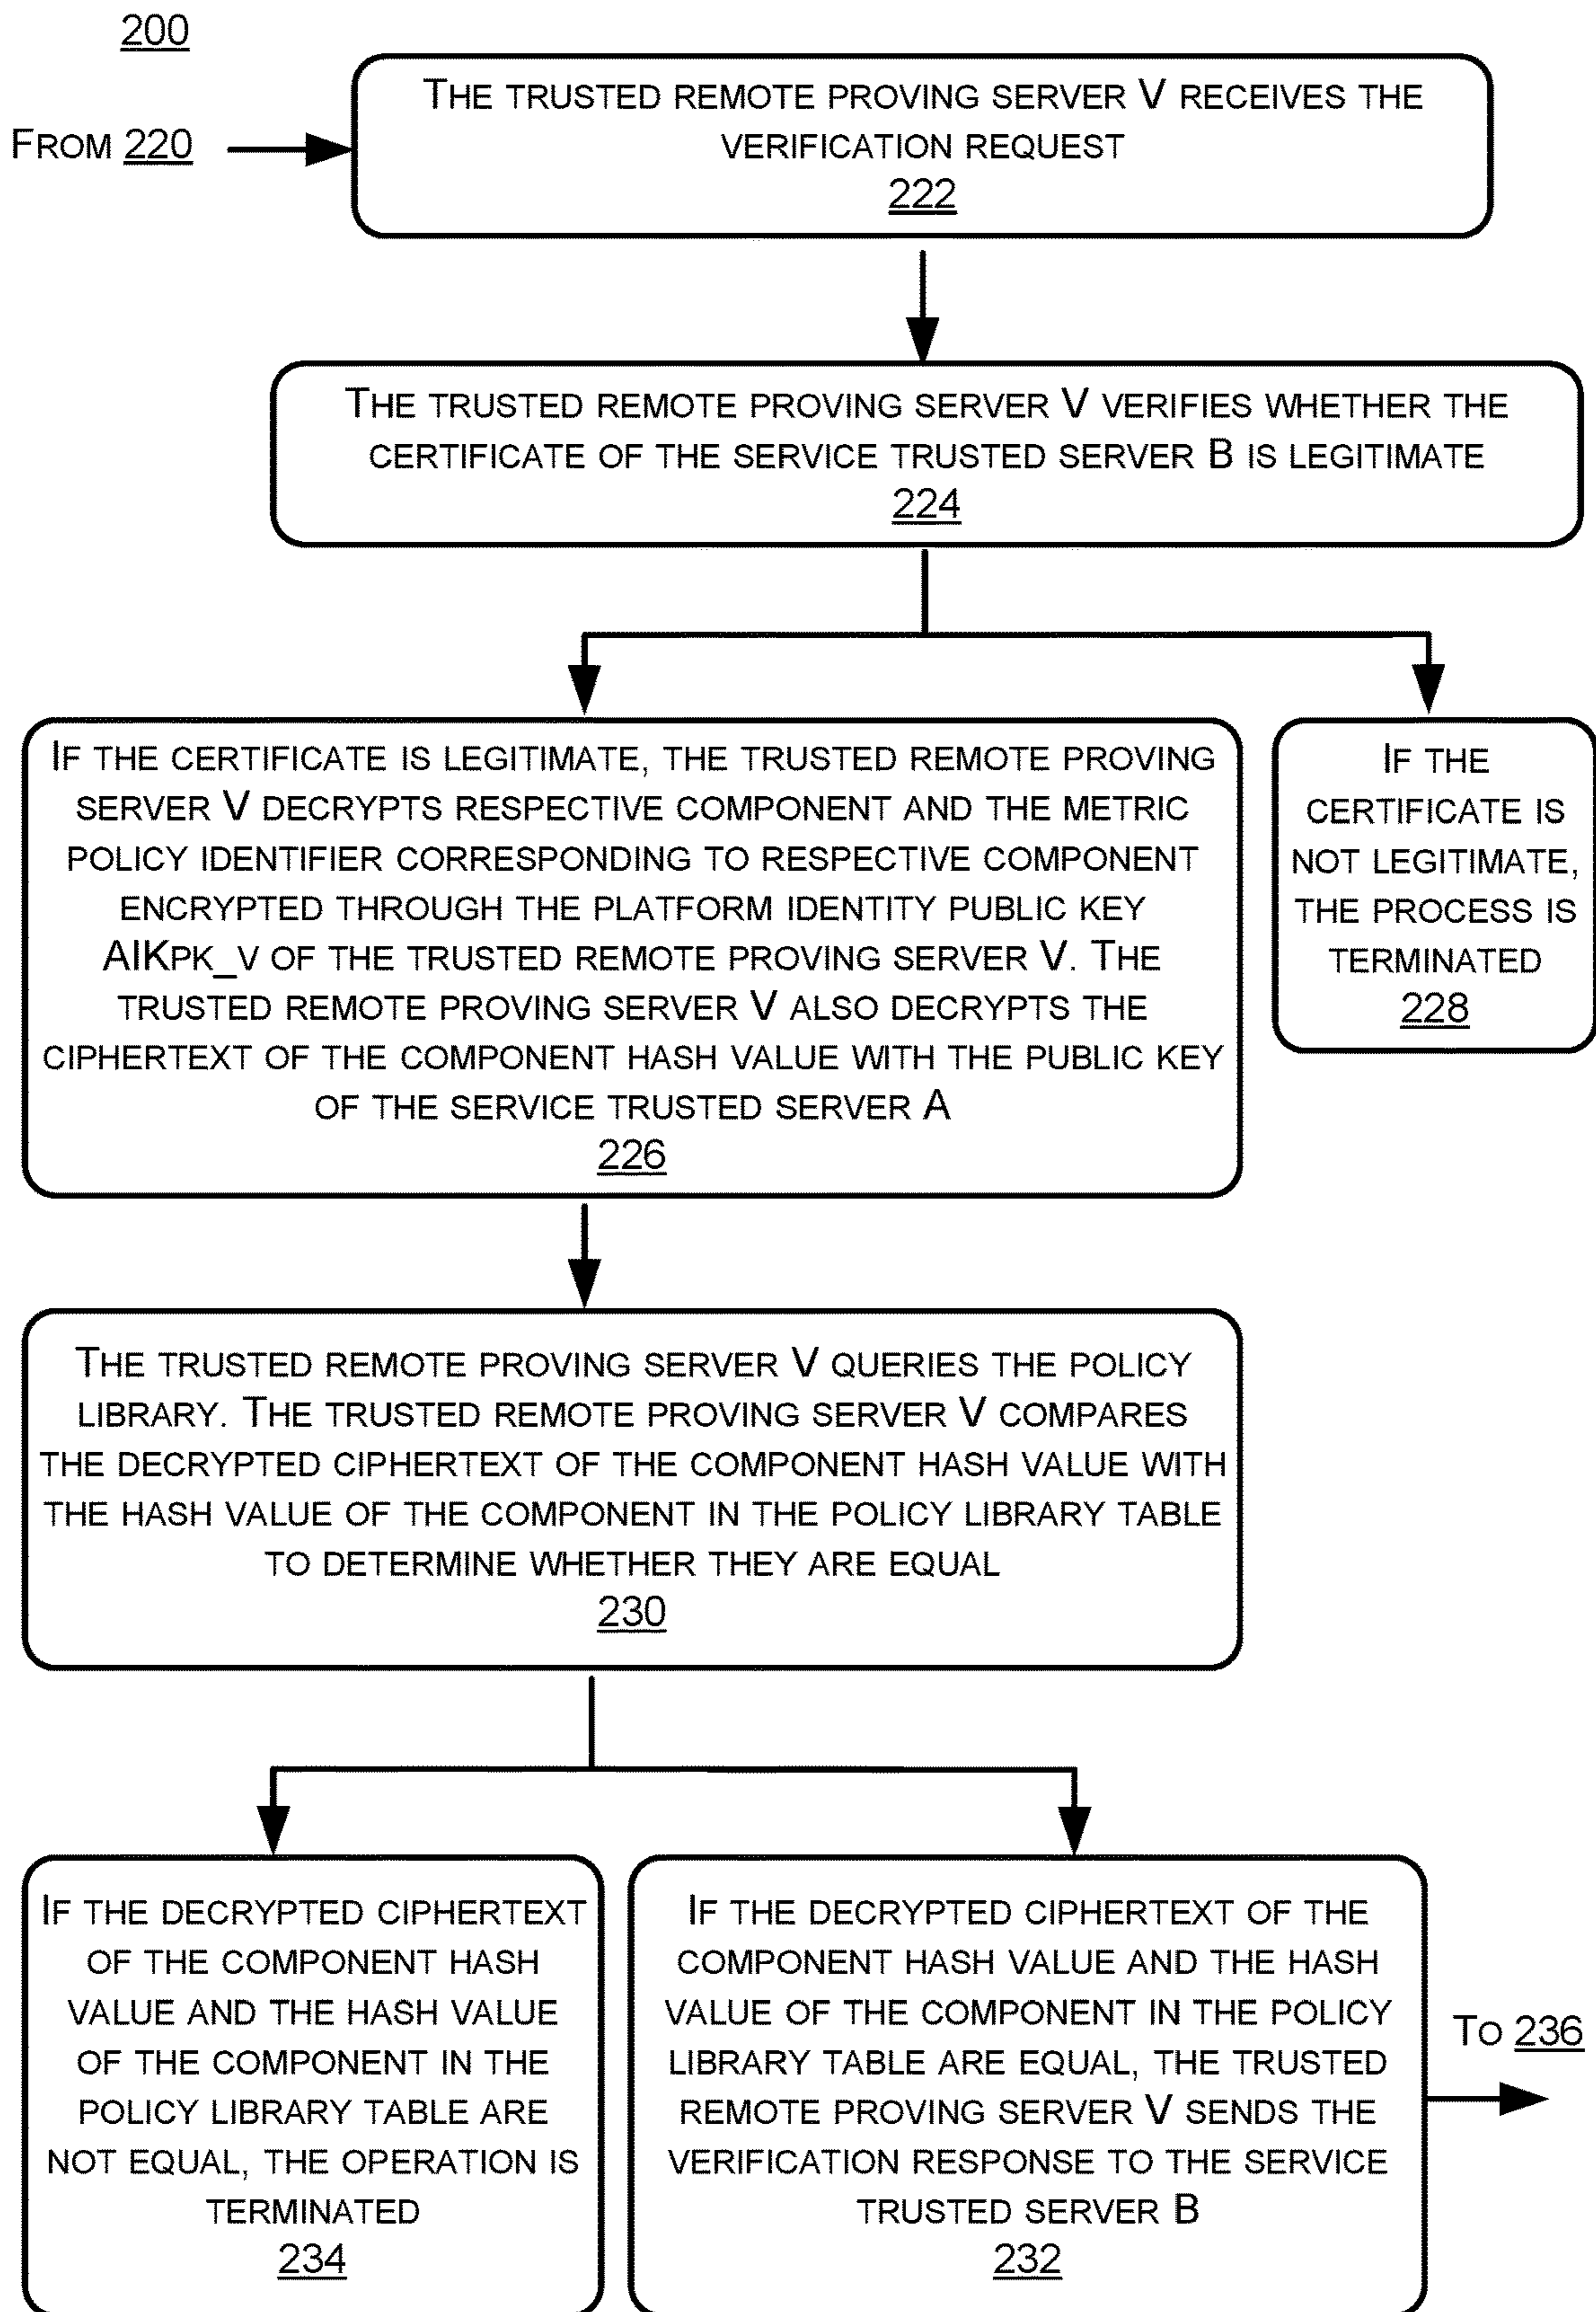 200
FROM 220
THE TRUSTED REMOTE PROVING SERVER V RECEIVES THE
VERIFICATION REQUEST
222
THE TRUSTED REMOTE PROVING SERVER V VERIFIES WHETHER THE
CERTIFICATE OF THE SERVICE TRUSTED SERVER B IS LEGITIMATE
224
IF THE CERTIFICATE IS LEGITIMATE, THE TRUSTED REMOTE PROVING
SERVER V DECRYPTS RESPECTIVE COMPONENT AND THE METRIC
POLICY IDENTIFIER CORRESPONDING TO RESPECTIVE COMPONENT
ENCRYPTED THROUGH THE PLATFORM IDENTITY PUBLIC KEY
AIKPK_V OF THE TRUSTED REMOTE PROVING SERVER V. THE
TRUSTED REMOTE PROVING SERVER V ALSO DECRYPTS THE
CIPHERTEXT OF THE COMPONENT HASH VALUE WITH THE PUBLIC KEY
OF THE SERVICE TRUSTED SERVER A
226
IF THE
CERTIFICATE IS
NOT LEGITIMATE,
THE PROCESS IS
TERMINATED
228
THE TRUSTED REMOTE PROVING SERVER V QUERIES THE POLICY
LIBRARY. THE TRUSTED REMOTE PROVING SERVER V COMPARES
THE DECRYPTED CIPHERTEXT OF THE COMPONENT HASH VALUE WITH
THE HASH VALUE OF THE COMPONENT IN THE POLICY LIBRARY TABLE
TO DETERMINE WHETHER THEY ARE EQUAL
230
IF THE DECRYPTED CIPHERTEXT
OF THE COMPONENT HASH
VALUE AND THE HASH VALUE
OF THE COMPONENT IN THE
POLICY LIBRARY TABLE ARE
NOT EQUAL, THE OPERATION IS
TERMINATED
234
IF THE DECRYPTED CIPHERTEXT OF THE
COMPONENT HASH VALUE AND THE HASH
VALUE OF THE COMPONENT IN THE POLICY
LIBRARY TABLE ARE EQUAL, THE TRUSTED
REMOTE PROVING SERVER V SENDS THE
VERIFICATION RESPONSE TO THE SERVICE
TRUSTED SERVER B
232
TO 236